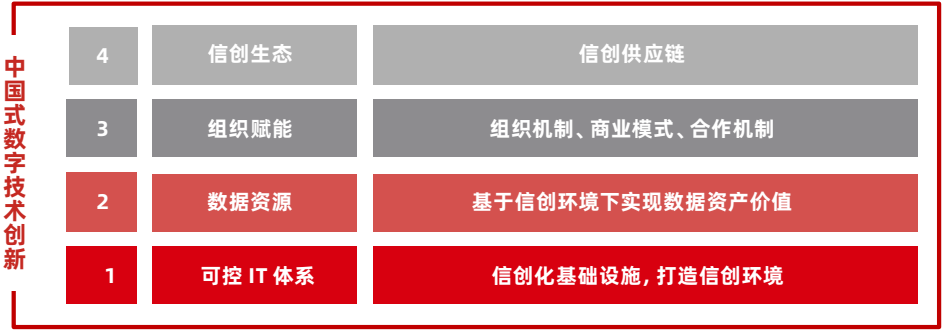 中国式数字技术创新
4 信创生态 信创供应链
3 组织赋能 组织机制、商业模式、合作机制
2 数据资源 基于信创环境下实现数据资产价值
1 可控 IT 体系 信创化基础设施, 打造信创环境